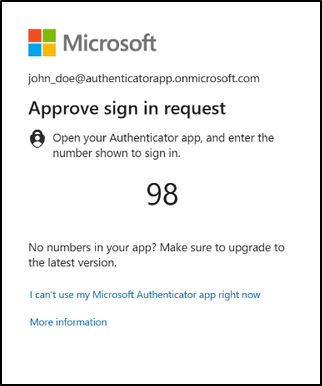 Microsoft
john_doe@authenticatorapp.onmicrosoft.com
Approve sign in request
Open your Authenticator app, and enter the
number shown to sign in.
98
No numbers in your app? Make sure to upgrade to
the latest version.
I can't use my Microsoft Authenticator app right now
More information